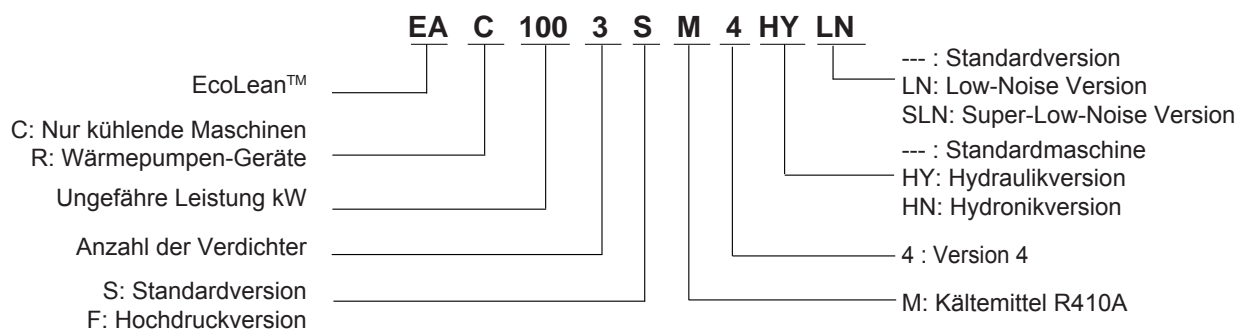 EA C 100 3 S M 4 HY LN
EcoLean™
C: Nur kühlende Maschinen
R: Wärmepumpen-Geräte
Ungefähre Leistung kW
Anzahl der Verdichter
S: Standardversion
F: Hochdruckversion
--- : Standardversion
LN: Low-Noise Version
SLN: Super-Low-Noise Version
--- : Standardmaschine
HY: Hydraulikversion
HN: Hydronikversion
4 : Version 4
M: Kältemittel R410A